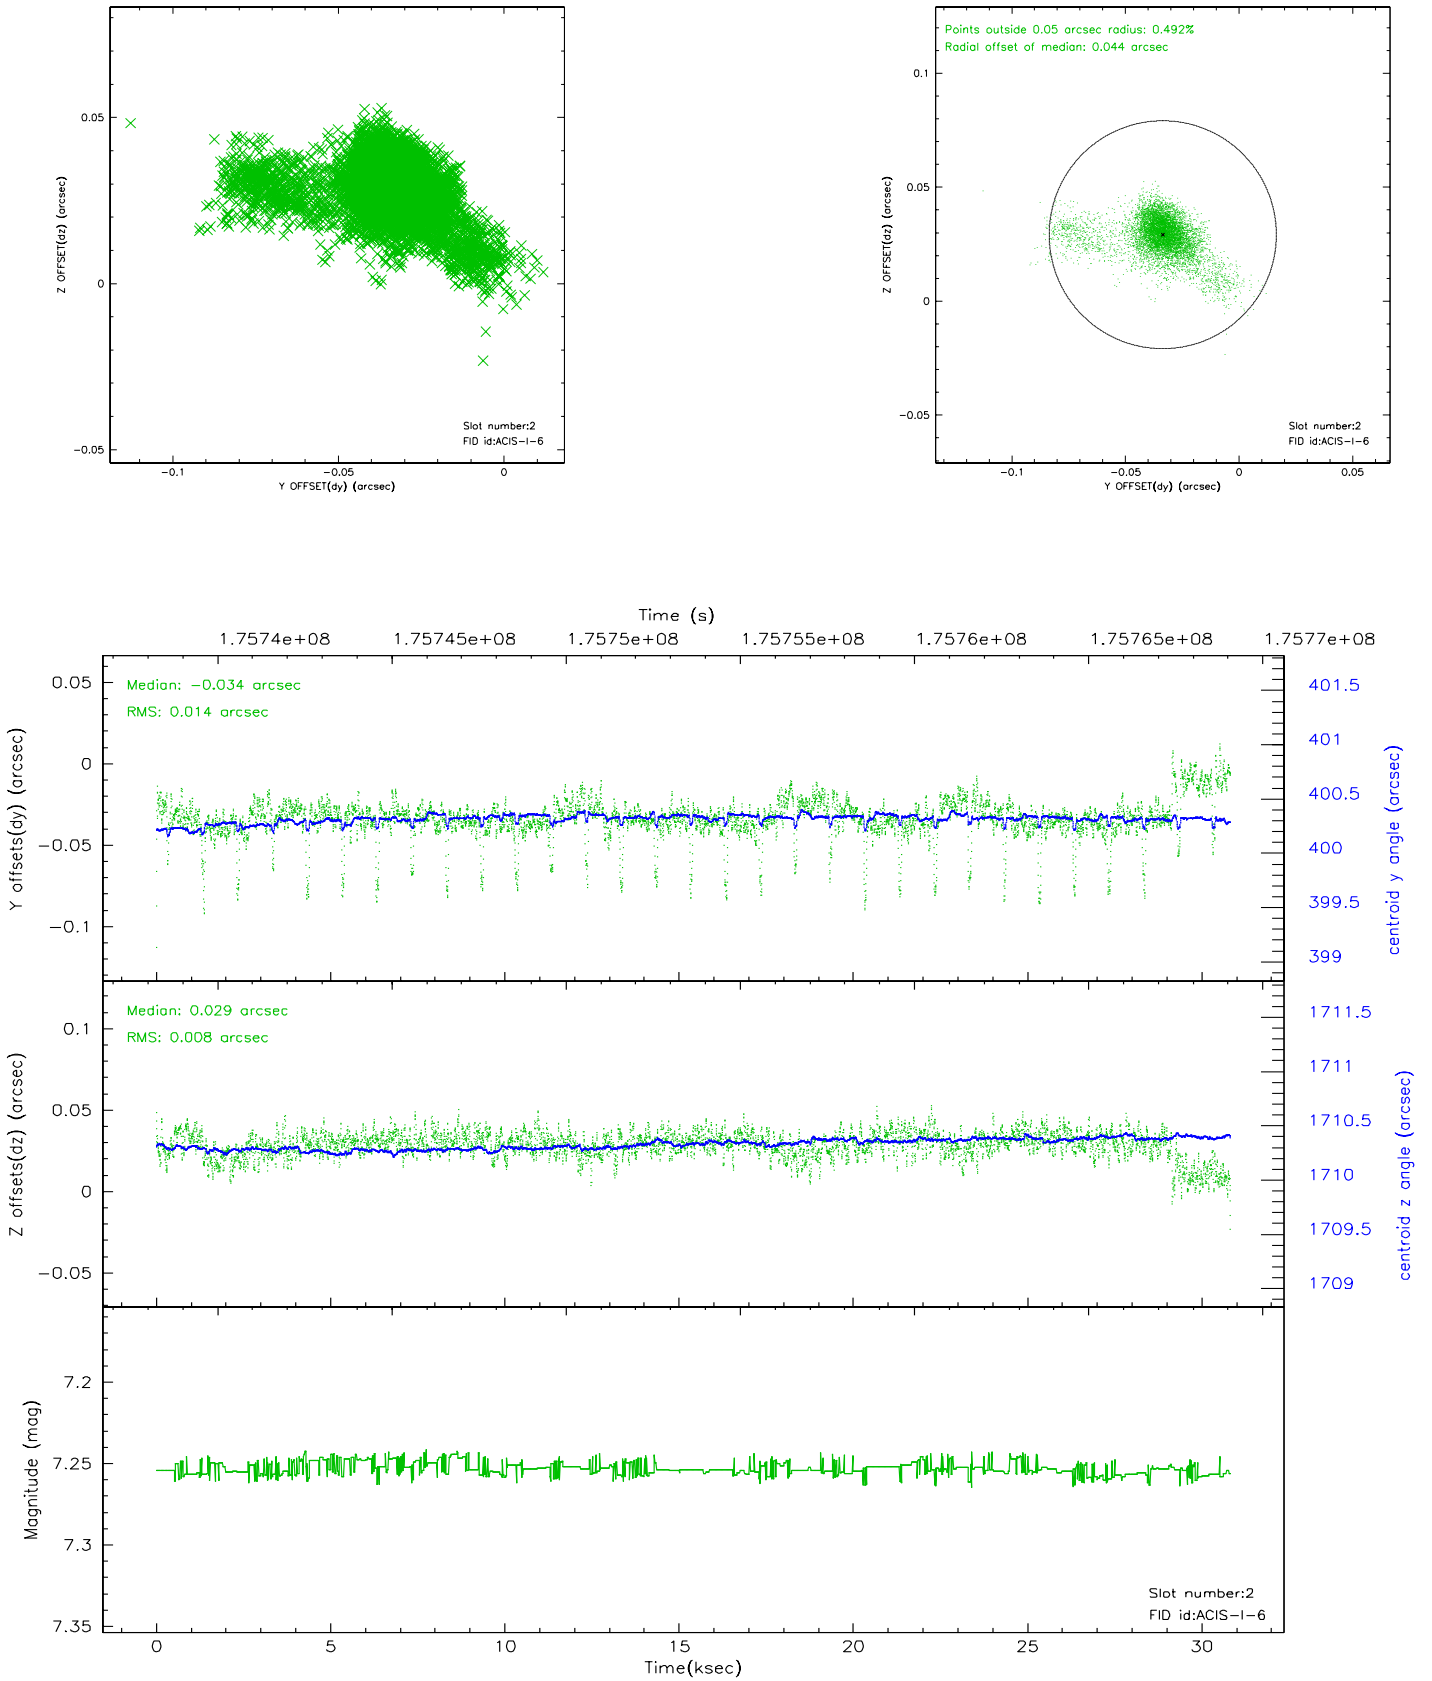 0.05
0
-0.05
Z OFFSET(dz) (arcsec)
Slot number:2
FID id:ACIS-I-6
-0.1 -0.05 0
Y OFFSET(dy) (arcsec)
Points outside 0.05 arcsec radius: 0.492%
Radial offset of median: 0.044 arcsec
0.1
0.05
0
-0.05
Z OFFSET(dz) (arcsec)
Slot number:2
FID id:ACIS-I-6
-0.1 -0.05 0 0.05
Y OFFSET(dy) (arcsec)
Time (s)
1.7574e+08 1.75745e+08 1.7575e+08 1.75755e+08 1.7576e+08 1.75765e+08 1.7577e+08
Median: -0.034 arcsec
RMS: 0.014 arcsec
0.05
0
-0.05
-0.1
Y offsets(dy) (arcsec)
401.5
401
400.5
400
399.5
399
centroid y angle (arcsec)
Median: 0.029 arcsec
RMS: 0.008 arcsec
0.1
0.05
0
-0.05
Z offsets(dz) (arcsec)
1711.5
1711
1710.5
1710
1709.5
1709
centroid z angle (arcsec)
7.2
7.25
7.3
7.35
Magnitude (mag)
Slot number:2
FID id:ACIS-I-6
0 5 10 15 20 25 30
Time(ksec)